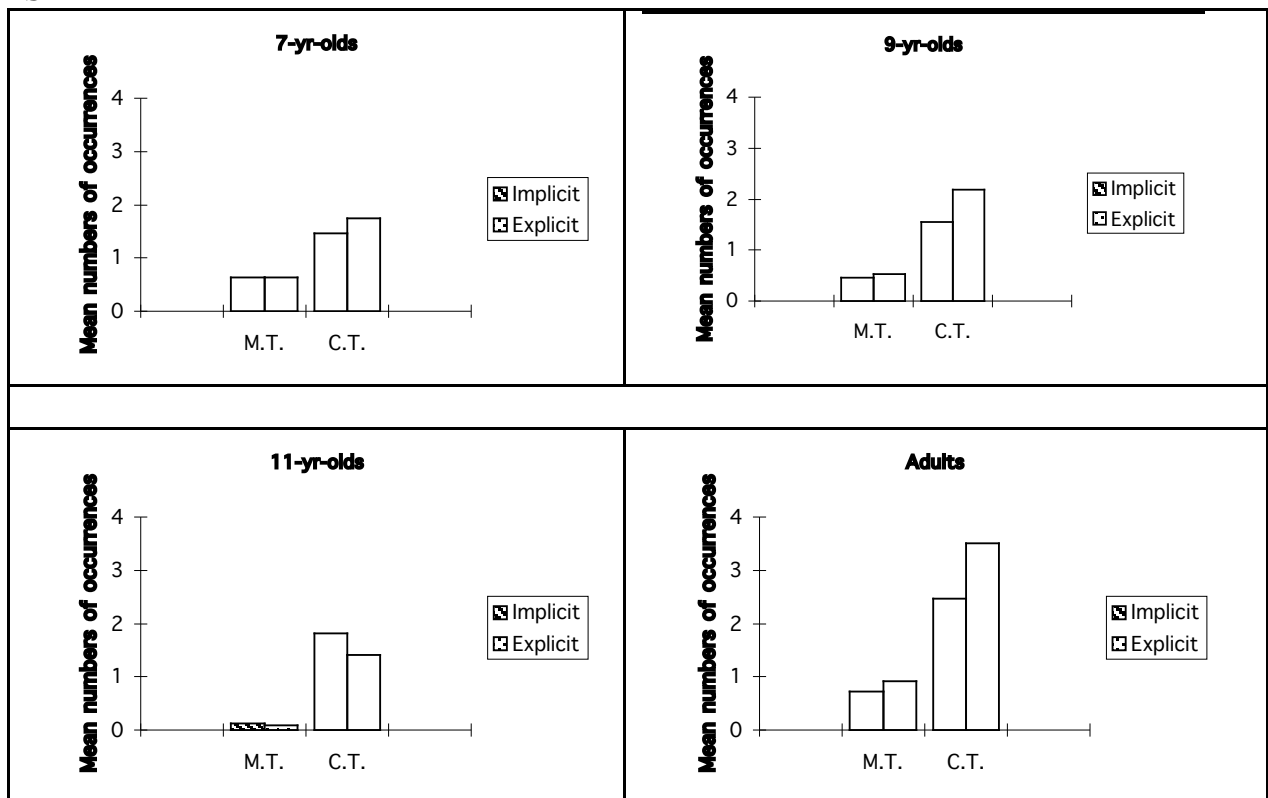 7-yr-olds
Mean numbers of occurrences
4
3
2
1
0
M.T. C.T.
Implicit
Explicit
9-yr-olds
Mean numbers of occurrences
4
3
2
1
0
M.T. C.T.
Implicit
Explicit
11-yr-olds
Mean numbers of occurrences
4
3
2
1
0
M.T. C.T.
Implicit
Explicit
Adults
Mean numbers of occurrences
4
3
2
1
0
M.T. C.T.
Implicit
Explicit